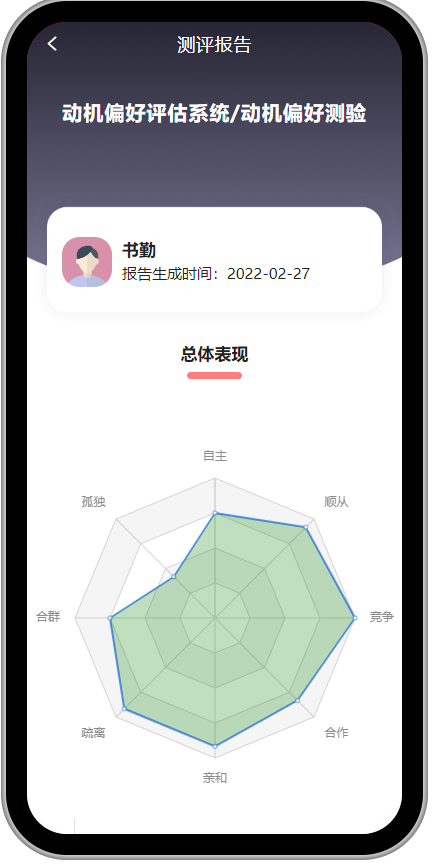 测评报告
动机偏好评估系统/动机偏好测验
书勤
报告生成时间：2022-02-27
总体表现
自主
孤独
顺从
合群
竞争
疏离
合作
亲和